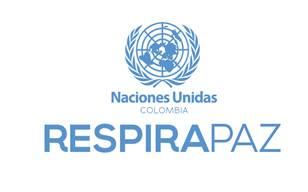 Naciones Unidas
COLOMBIA
RESPIRAPAZ